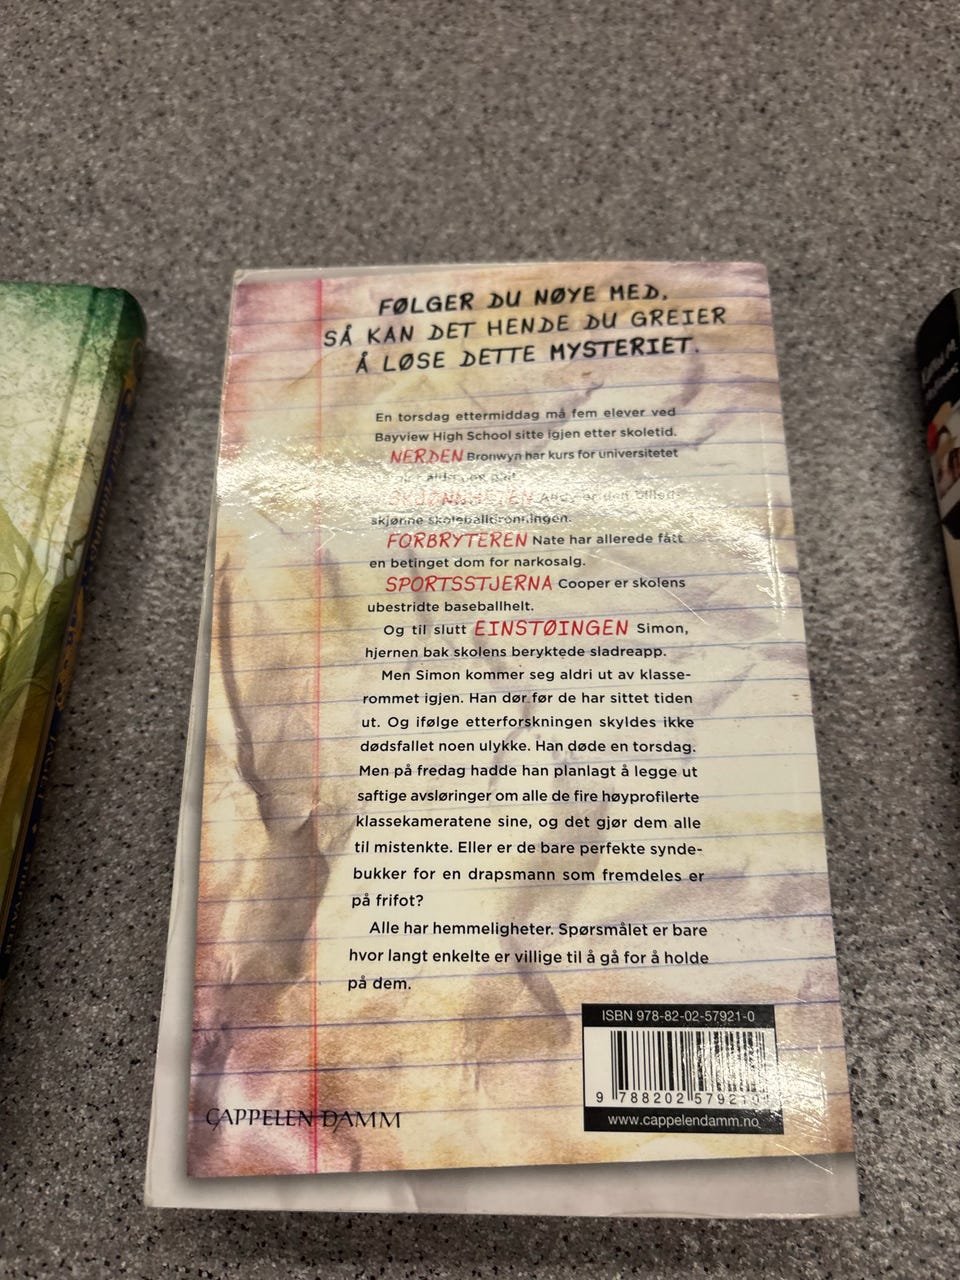 FØLGER DU NØYE MED,
SÅ KAN DET HENDE DU GREIER
Å LØSE DETTE MYSTERIET.
En torsdag ettermiddag må fem elever ved
Bayview High School sitte igjen etter skoletid.
NERDEN Bronwyn har kurs for universitetet
SKJØNNHETEN Addy er den billed-
skjønne skoleballdronningen.
FORBRYTEREN Nate har allerede fått
en betinget dom for narkosalg.
SPORTSSTJERNA Cooper er skolens
ubestridte baseballhelt.
Og til slutt EINSTØINGEN Simon,
hjernen bak skolens beryktede sladreapp.
Men Simon kommer seg aldri ut av klasse-
rommet igjen. Han dør før de har sittet tiden
ut. Og ifølge etterforskningen skyldes ikke
dødsfallet noen ulykke. Han døde en torsdag.
Men på fredag hadde han planlagt å legge ut
saftige avsløringer om alle de fire høyprofilerte
klassekameratene sine, og det gjør dem alle
til mistenkte. Eller er de bare perfekte synde-
bukker for en drapsmann som fremdeles er
på frifot?
Alle har hemmeligheter. Spørsmålet er bare
hvor langt enkelte er villige til å gå for å holde
på dem.
ISBN 978-82-02-57921-0
9 788202 579210
www.cappelendamm.no
CAPPELEN DAMM